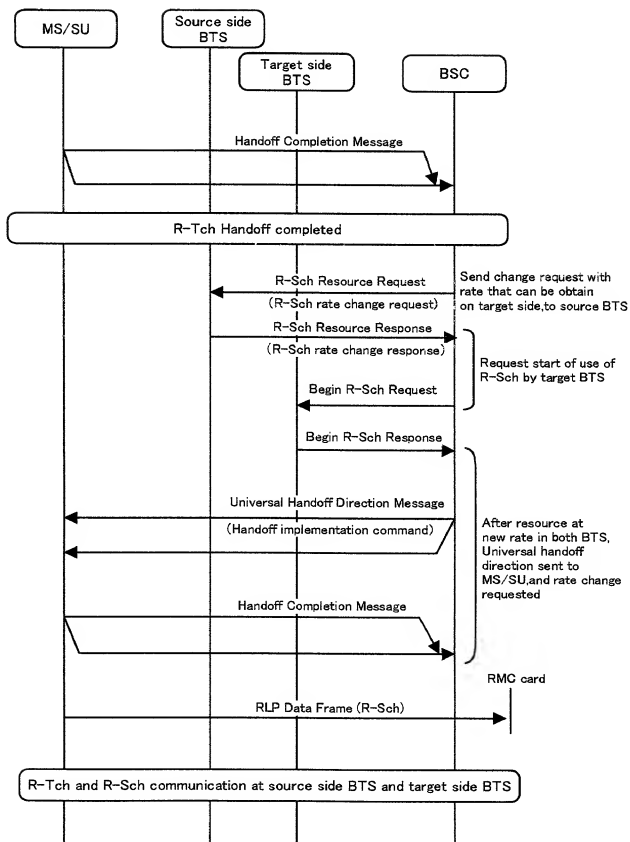 MS/SU
Source side
BTS
Target side
BTS
BSC
Handoff Completion Message
R-Tch Handoff completed
R-Sch Resource Request
(R-Sch rate change request)
Send change request with
rate that can be obtain
on target side,to source BTS
R-Sch Resource Response
(R-Sch rate change response)
Request start of use of
R-Sch by target BTS
Begin R-Sch Request
Begin R-Sch Response
Universal Handoff Direction Message
(Handoff implementation command)
After resource at
new rate in both BTS,
Universal handoff
direction sent to
MS/SU,and rate change
requested
Handoff Completion Message
RMC card
RLP Data Frame (R-Sch)
R-Tch and R-Sch communication at source side BTS and target side BTS